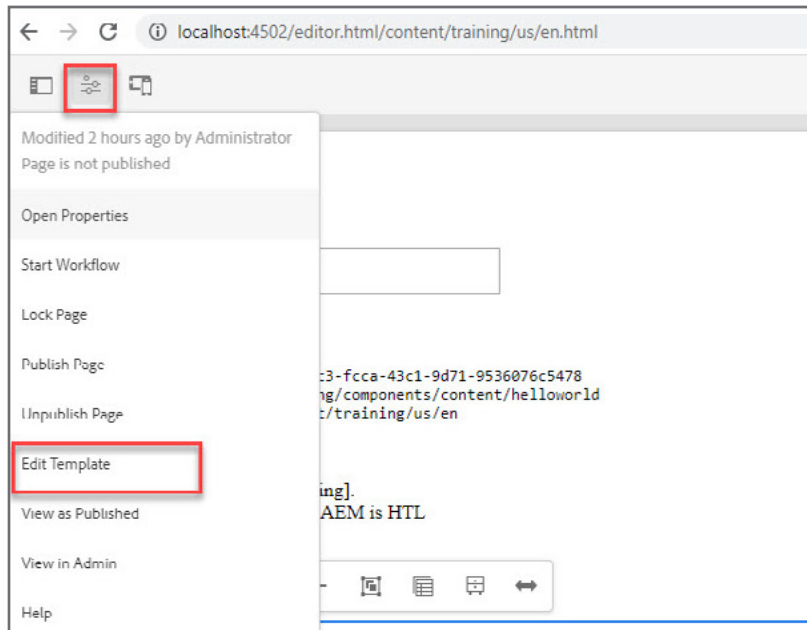 localhost:4502/editor.html/content/training/us/en.html
Modified 2 hours ago by Administrator
Page is not published
Open Properties
Start Workflow
Lock Page
Publish Page
:3-fcca-43c1-9d71-9536076c5478
ng/components/content/helloworld
Unpublish Page
t/training/us/en
Edit Template
ing].
View as Published
AEM is HTL
View in Admin
Help